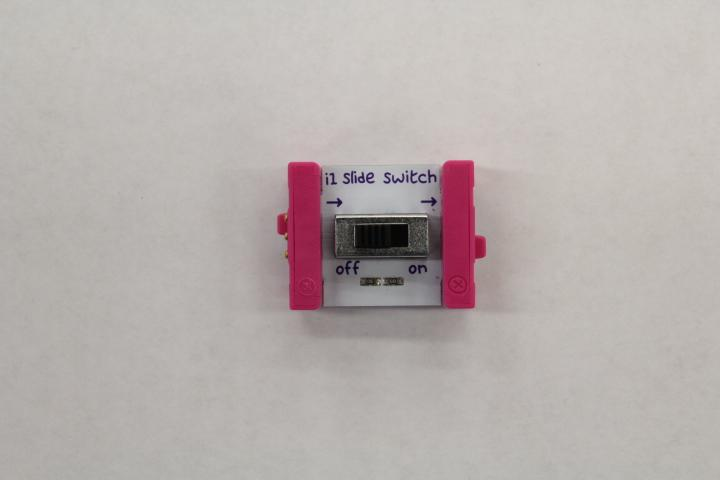 i1 slide switch
→ →
off on